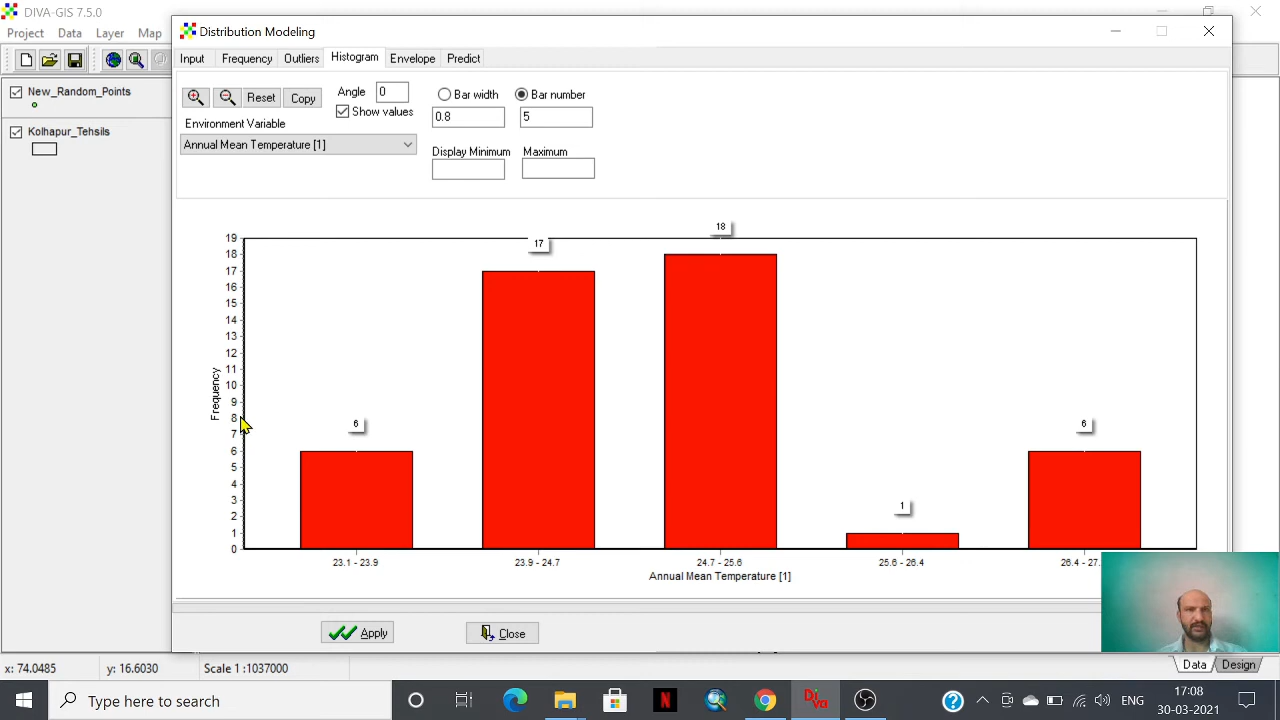 DIVA-GIS 7.5.0
Distribution Modeling
Project Data Layer Map
Input Frequency Outliers Histogram Envelope Predict
New_Random_Points
Kolhapur_Tehsils
Reset Copy
Angle 0
Show values
Bar width Bar number
0.8 5
Environment Variable
Annual Mean Temperature [1]
Display Minimum Maximum
19
18
17
16
15
14
13
12
11
10
9
8
7
6
5
4
3
2
1
0
Frequency
6
17
18
1
6
23.1 - 23.9 23.9 - 24.7 24.7 - 25.6 25.6 - 26.4 26.4 - 27.
Annual Mean Temperature [1]
Apply Close
x: 74.0485 y: 16.6030 Scale 1 :1037000
Data Design
Type here to search
N
Diva
ENG
17:08
30-03-2021